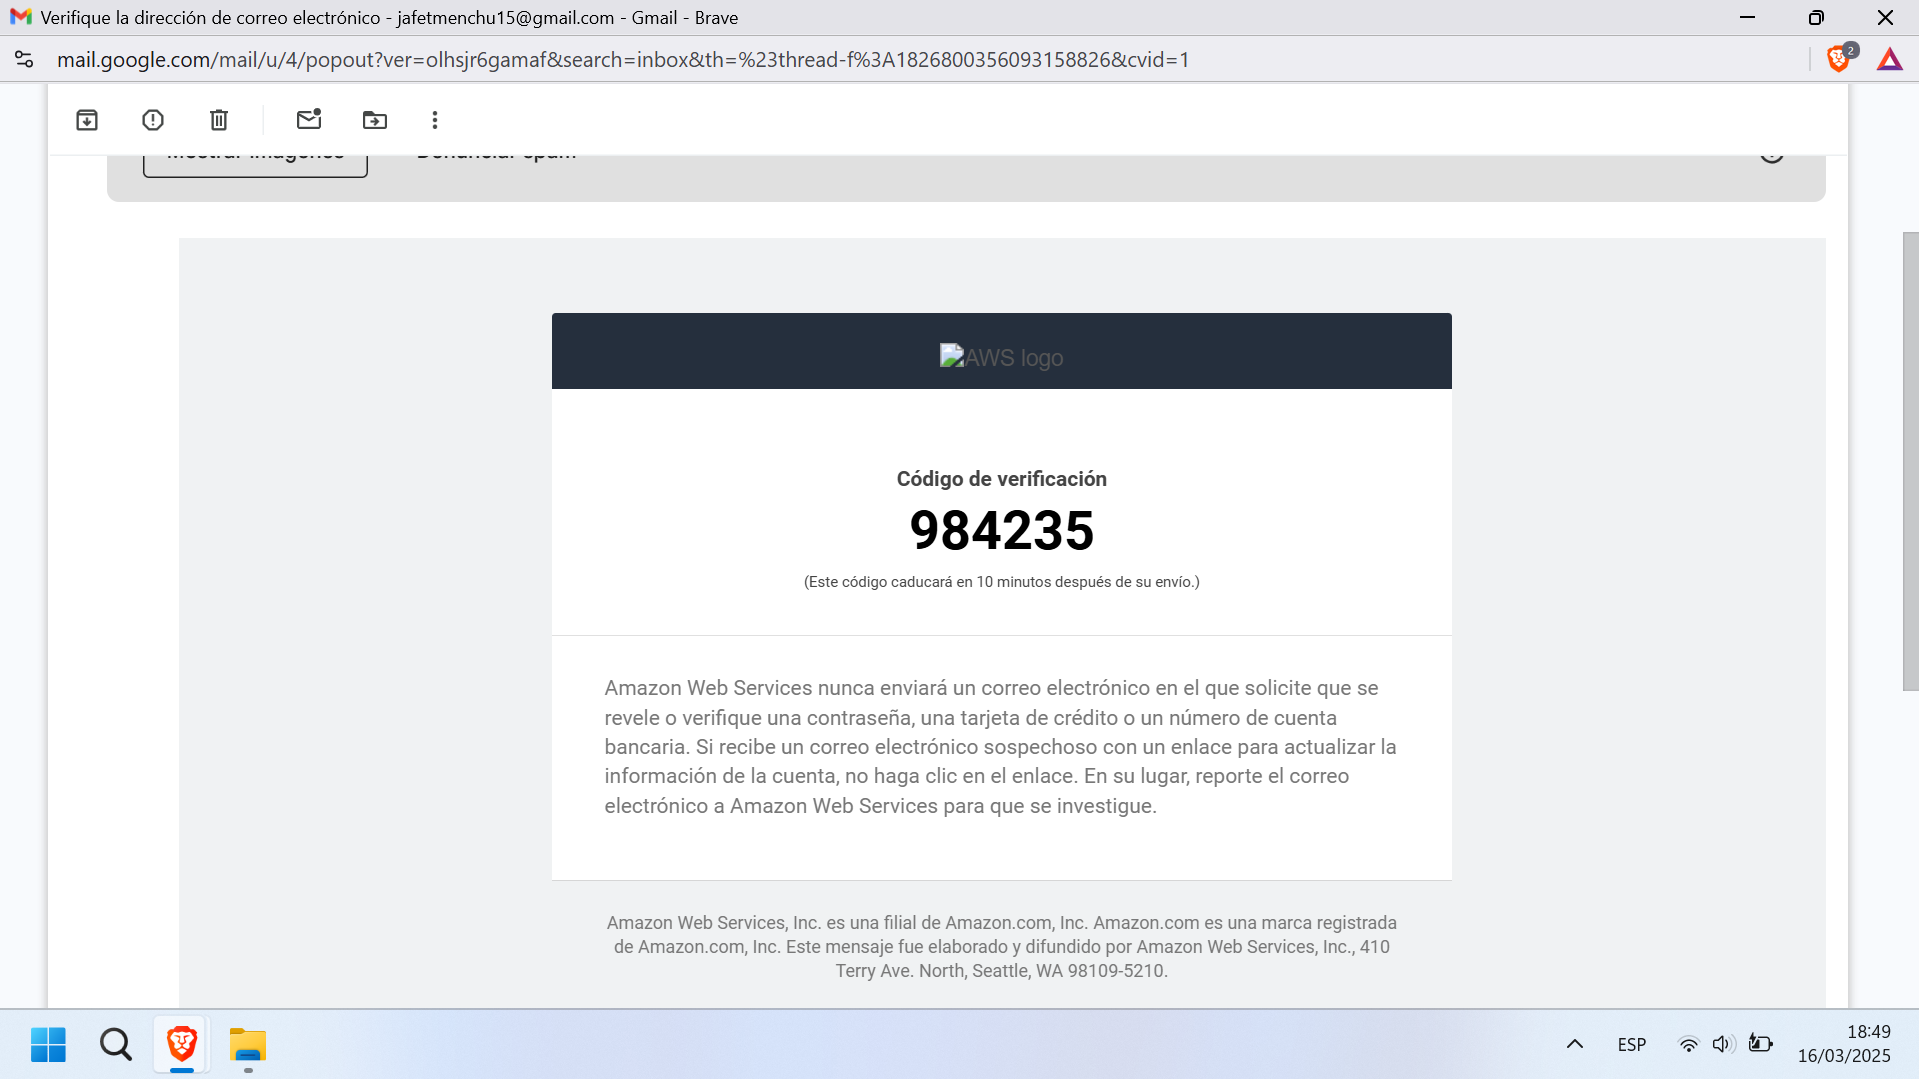 Verifique la dirección de correo electrónico - jafetmenchu15@gmail.com - Gmail - Brave
mail.google.com/mail/u/4/popout?ver=olhsjr6gamaf&search=inbox&th=%23thread-f%3A1826800356093158826&cvid=1
2
Mostrar imágenes
Denunciar spam
AWS logo
Código de verificación
984235
(Este código caducará en 10 minutos después de su envío.)
Amazon Web Services nunca enviará un correo electrónico en el que solicite que se
revele o verifique una contraseña, una tarjeta de crédito o un número de cuenta
bancaria. Si recibe un correo electrónico sospechoso con un enlace para actualizar la
información de la cuenta, no haga clic en el enlace. En su lugar, reporte el correo
electrónico a Amazon Web Services para que se investigue.
Amazon Web Services, Inc. es una filial de Amazon.com, Inc. Amazon.com es una marca registrada
de Amazon.com, Inc. Este mensaje fue elaborado y difundido por Amazon Web Services, Inc., 410
Terry Ave. North, Seattle, WA 98109-5210.
ESP
18:49
16/03/2025